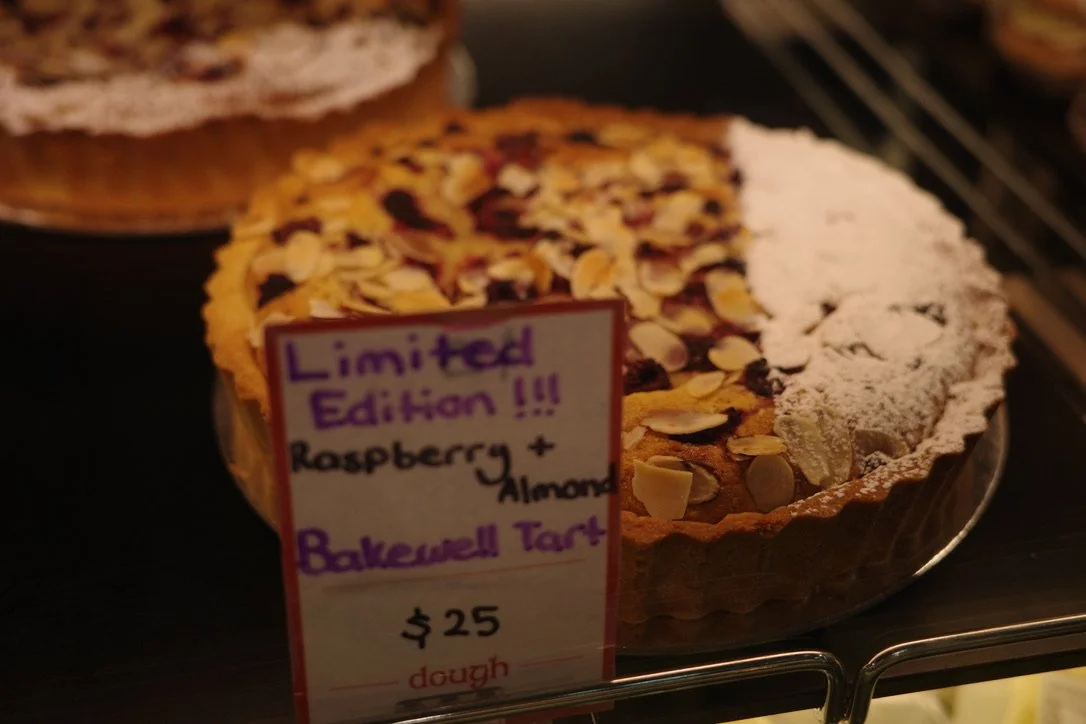 Limited
Edition !!!
Raspberry +
Almond
Bakewell Tart
$25
dough